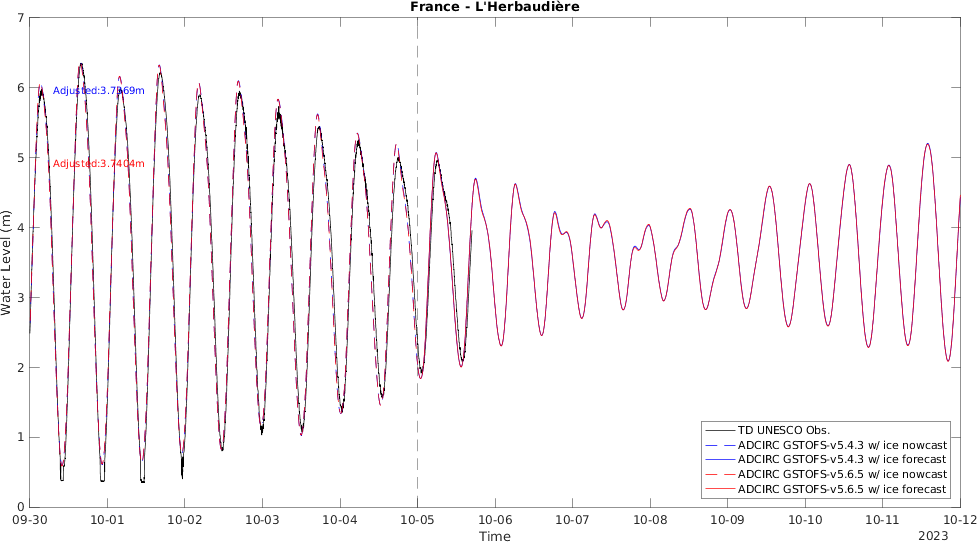 France - L'Herbaudière
7
6
5
4
3
2
1
0
Water Level (m)
Adjusted:3.7569m
Adjusted:3.7404m
TD UNESCO Obs.
ADCIRC GSTOFS-v5.4.3 w/ ice nowcast
ADCIRC GSTOFS-v5.4.3 w/ ice forecast
ADCIRC GSTOFS-v5.6.5 w/ ice nowcast
ADCIRC GSTOFS-v5.6.5 w/ ice forecast
09-30 10-01 10-02 10-03 10-04 10-05 10-06 10-07 10-08 10-09 10-10 10-11 10-12
Time
2023